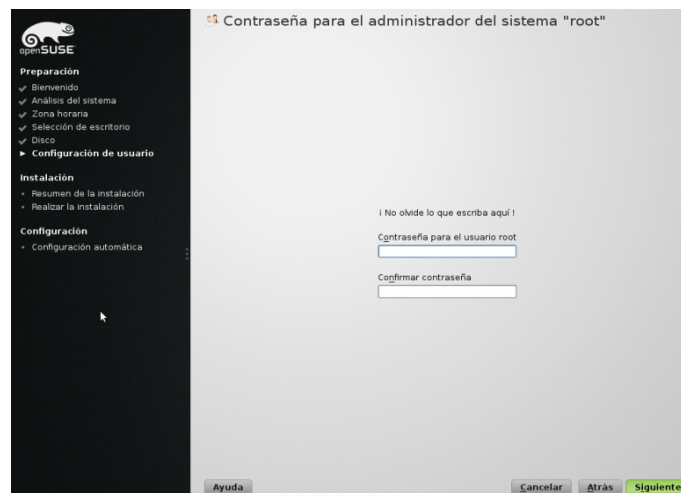 openSUSE
Preparación
Bienvenido
Análisis del sistema
Zona horaria
Selección de escritorio
Disco
Configuración de usuario
Instalación
Resumen de la instalación
Realizar la instalación
Configuración
Configuración automática
Contraseña para el administrador del sistema "root"
¡ No olvide lo que escriba aquí !
Contraseña para el usuario root
Confirmar contraseña
Ayuda
Cancelar
Atrás
Siguiente